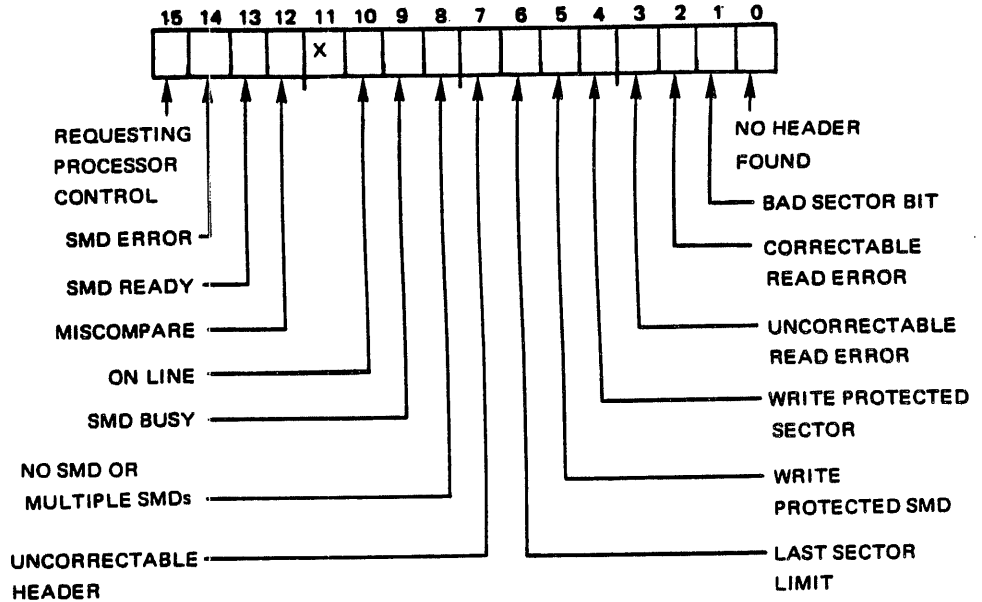 15 14 13 12 11 10 9 8 7 6 5 4 3 2 1 0
X
REQUESTING
PROCESSOR
CONTROL
SMD ERROR
SMD READY
MISCOMPARE
ON LINE
SMD BUSY
NO SMD OR
MULTIPLE SMDs
UNCORRECTABLE
HEADER
NO HEADER
FOUND
BAD SECTOR BIT
CORRECTABLE
READ ERROR
UNCORRECTABLE
READ ERROR
WRITE PROTECTED
SECTOR
WRITE
PROTECTED SMD
LAST SECTOR
LIMIT